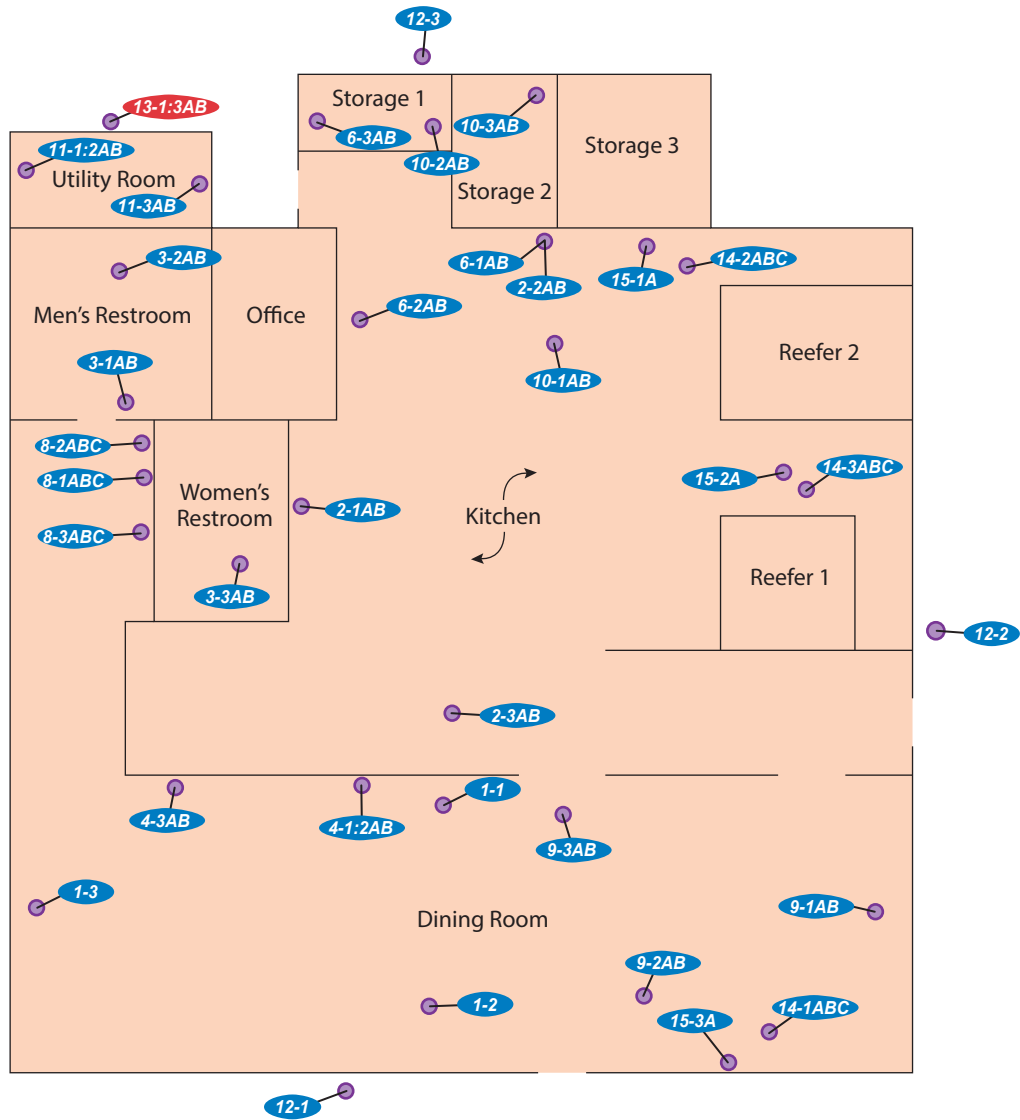 12-3
Storage 1
13-1:3AB
10-3AB
6-3AB
Storage 3
11-1:2AB
10-2AB
Utility Room
Storage 2
11-3AB
3-2AB
6-1AB
14-2ABC
15-1A
2-2AB
6-2AB
Men's Restroom
Office
Reefer 2
3-1AB
10-1AB
8-2ABC
14-3ABC
8-1ABC
15-2A
Women's
Restroom
2-1AB
Kitchen
8-3ABC
Reefer 1
3-3AB
12-2
2-3AB
1-1
4-3AB
4-1:2AB
9-3AB
1-3
9-1AB
Dining Room
9-2AB
1-2
14-1ABC
15-3A
12-1